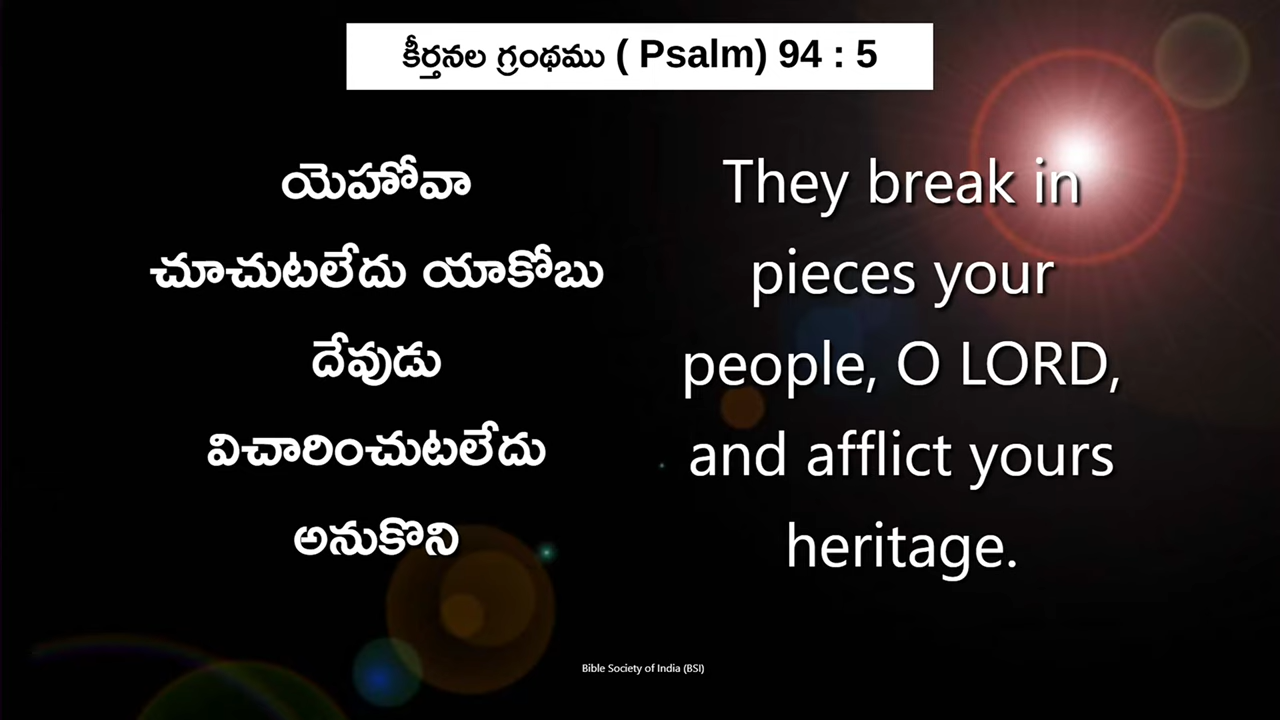 కీర్తనల గ్రంథము ( Psalm) 94 : 5
యెహోవా
చూచుటలేదు యాకోబు
దేవుడు
విచారించుటలేదు
అనుకొని
They break in
pieces your
people, O LORD,
and afflict yours
heritage.
Bible Society of India (BSI)